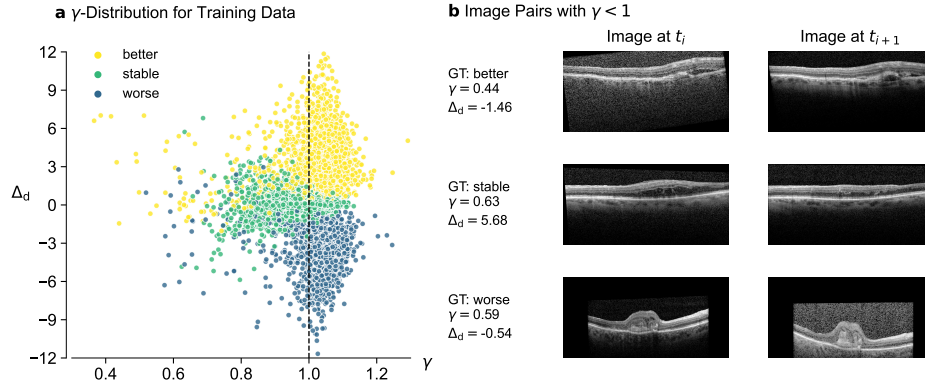 a γ-Distribution for Training Data
better
stable
worse
12
9
6
3
0
−3
−6
−9
−12
Δd
0.4
0.6
0.8
1.0
1.2
γ
b Image Pairs with γ < 1
Image at ti
Image at ti+1
GT: better
γ = 0.44
Δd = -1.46
GT: stable
γ = 0.63
Δd = 5.68
GT: worse
γ = 0.59
Δd = -0.54